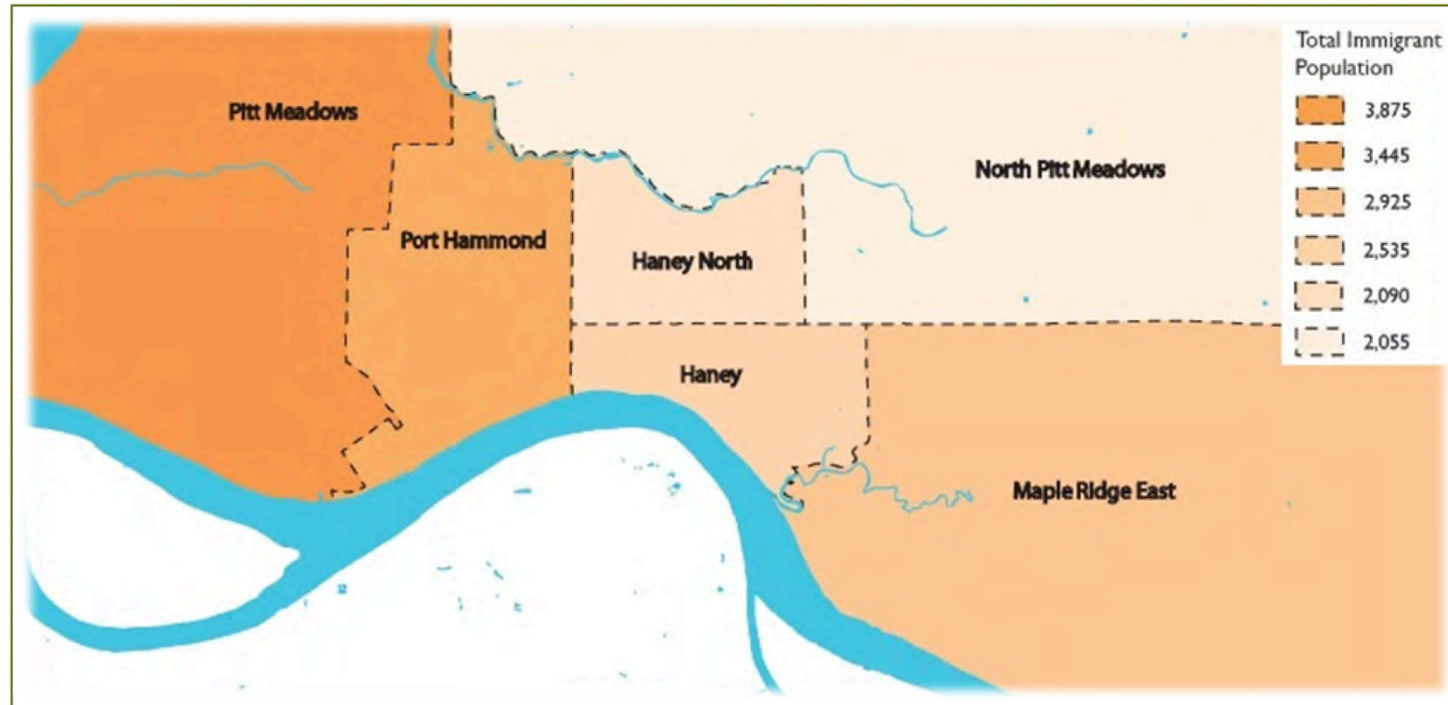 Total Immigrant
Population
3,875
3,445
2,925
2,535
2,090
2,055
Pitt Meadows
North Pitt Meadows
Port Hammond
Haney North
Haney
Maple Ridge East